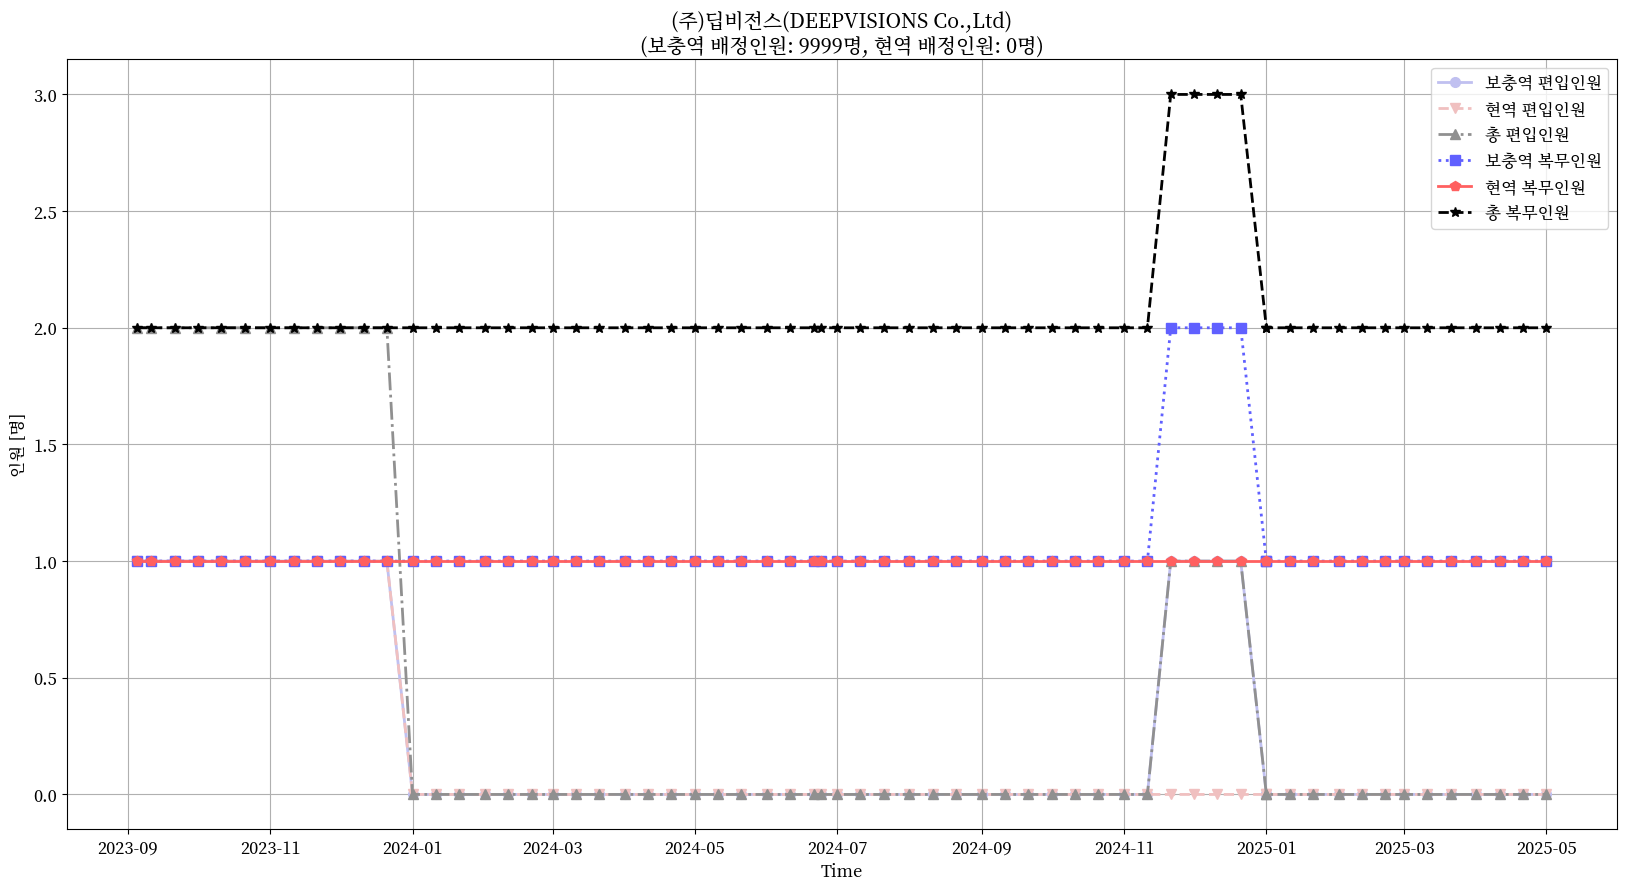 (주)딥비전스(DEEPVISIONS Co.,Ltd)
(보충역 배정인원: 9999명, 현역 배정인원: 0명)
보충역 편입인원
현역 편입인원
총 편입인원
보충역 복무인원
현역 복무인원
총 복무인원
3.0
2.5
2.0
1.5
1.0
0.5
0.0
인원 [명]
2023-09 2023-11 2024-01 2024-03 2024-05 2024-07 2024-09 2024-11 2025-01 2025-03 2025-05
Time